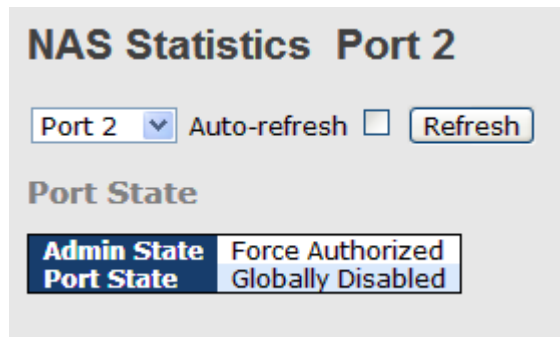 NAS Statistics Port 2
Port 2 Auto-refresh Refresh
Port State
Admin State Force Authorized
Port State Globally Disabled